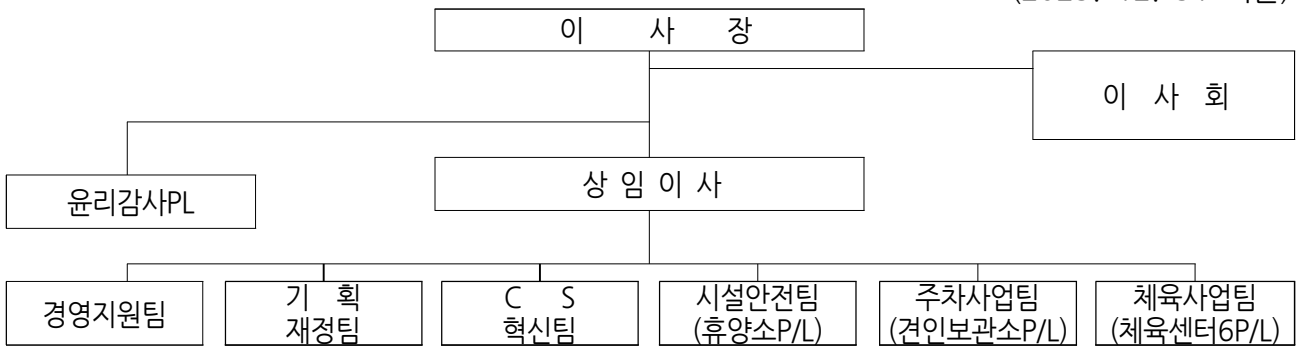 이 사 장
이 사 회
상 임 이 사
윤리감사PL
경영지원팀
기 획
재정팀
C S
혁신팀
시설안전팀
(휴양소P/L)
주차사업팀
(견인보관소P/L)
체육사업팀
(체육센터6P/L)